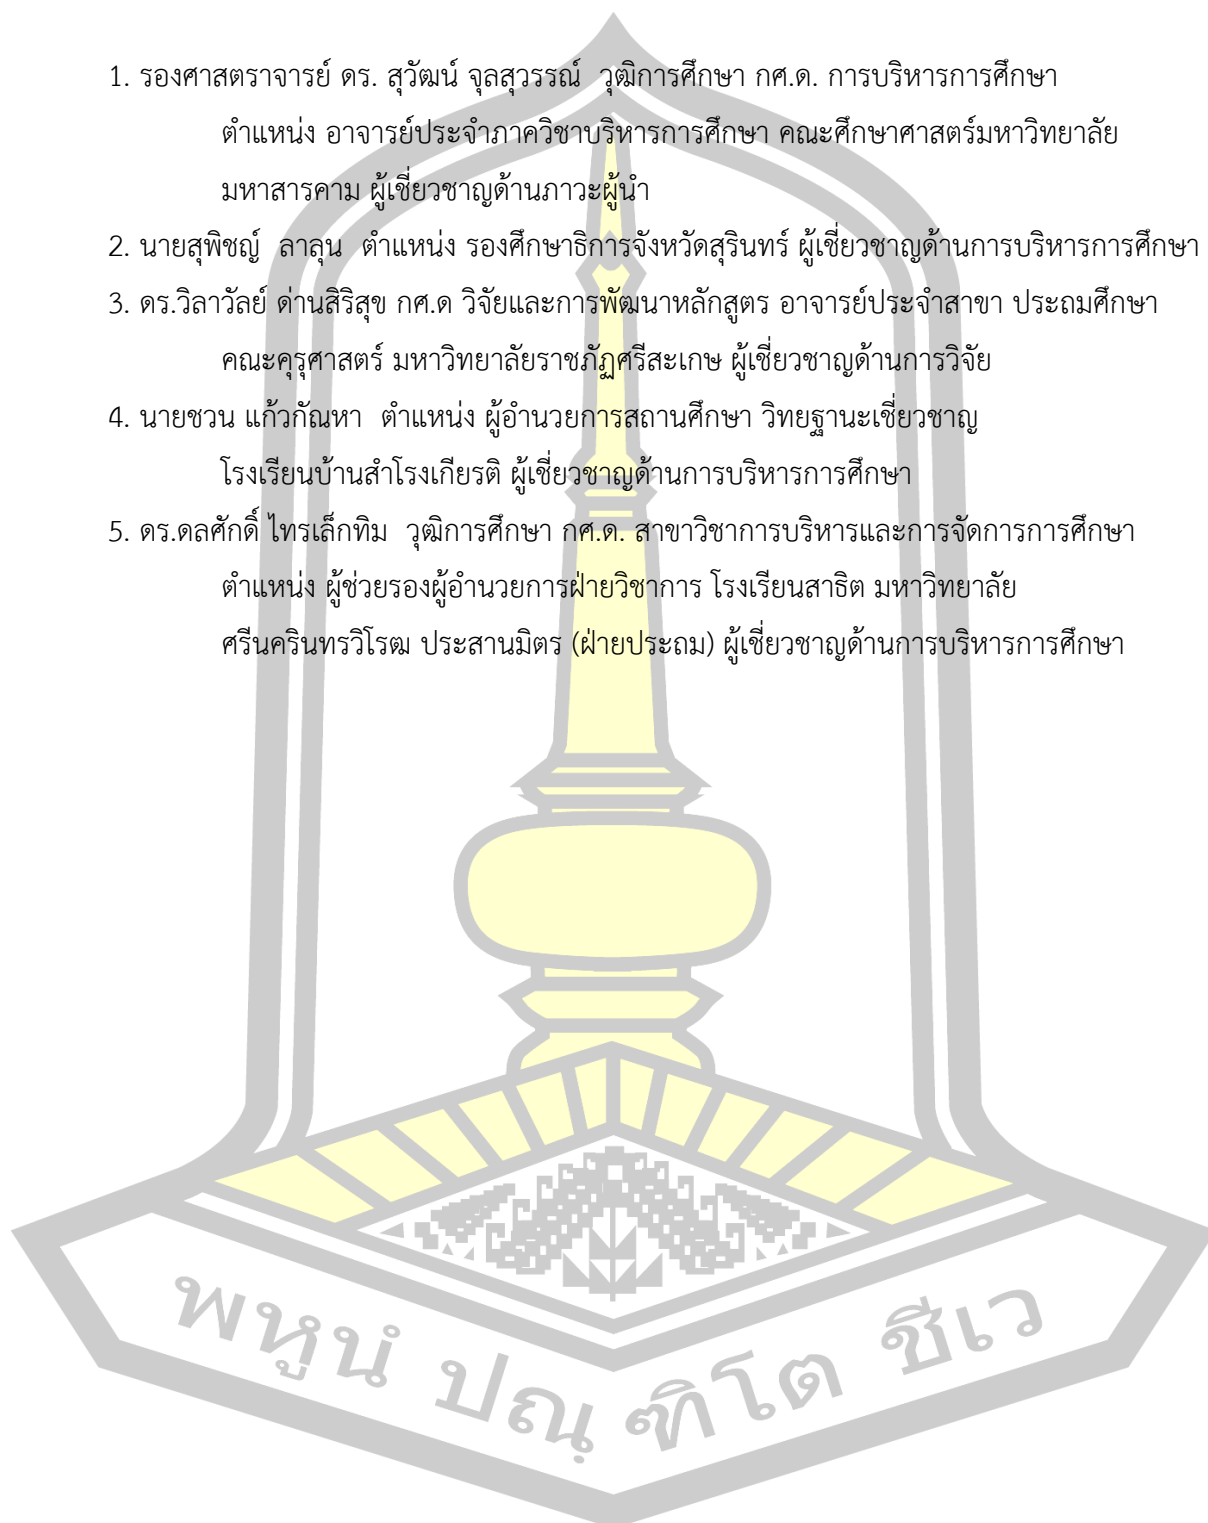 1. รองศาสตราจารย์ ดร. สุวัฒน์ จุลสุวรรณ์  วุฒิการศึกษา กศ.ด. การบริหารการศึกษา
ตำแหน่ง อาจารย์ประจำภาควิชาบริหารการศึกษา คณะศึกษาศาสตร์มหาวิทยาลัย
มหาสารคาม ผู้เชี่ยวชาญด้านภาวะผู้นำ
2. นายสุพิชญ์  ลาลุน  ตำแหน่ง รองศึกษาธิการจังหวัดสุรินทร์ ผู้เชี่ยวชาญด้านการบริหารการศึกษา
3. ดร.วิลาวัลย์ ด่านสิริสุข กศ.ด วิจัยและการพัฒนาหลักสูตร อาจารย์ประจำสาขา ประถมศึกษา
คณะคุรุศาสตร์ มหาวิทยาลัยราชภัฏศรีสะเกษ ผู้เชี่ยวชาญด้านการวิจัย
4. นายชวน แก้วกัณหา  ตำแหน่ง ผู้อำนวยการสถานศึกษา วิทยฐานะเชี่ยวชาญ
โรงเรียนบ้านสำโรงเกียรติ ผู้เชี่ยวชาญด้านการบริหารการศึกษา
5. ดร.ดลศักดิ์ ไทรเล็กทิม  วุฒิการศึกษา กศ.ด. สาขาวิชาการบริหารและการจัดการการศึกษา
ตำแหน่ง ผู้ช่วยรองผู้อำนวยการฝ่ายวิชาการ โรงเรียนสาธิต มหาวิทยาลัย
ศรีนครินทรวิโรฒ ประสานมิตร (ฝ่ายประถม) ผู้เชี่ยวชาญด้านการบริหารการศึกษา
พหูนํ ปณฺฑิโต ชีเว